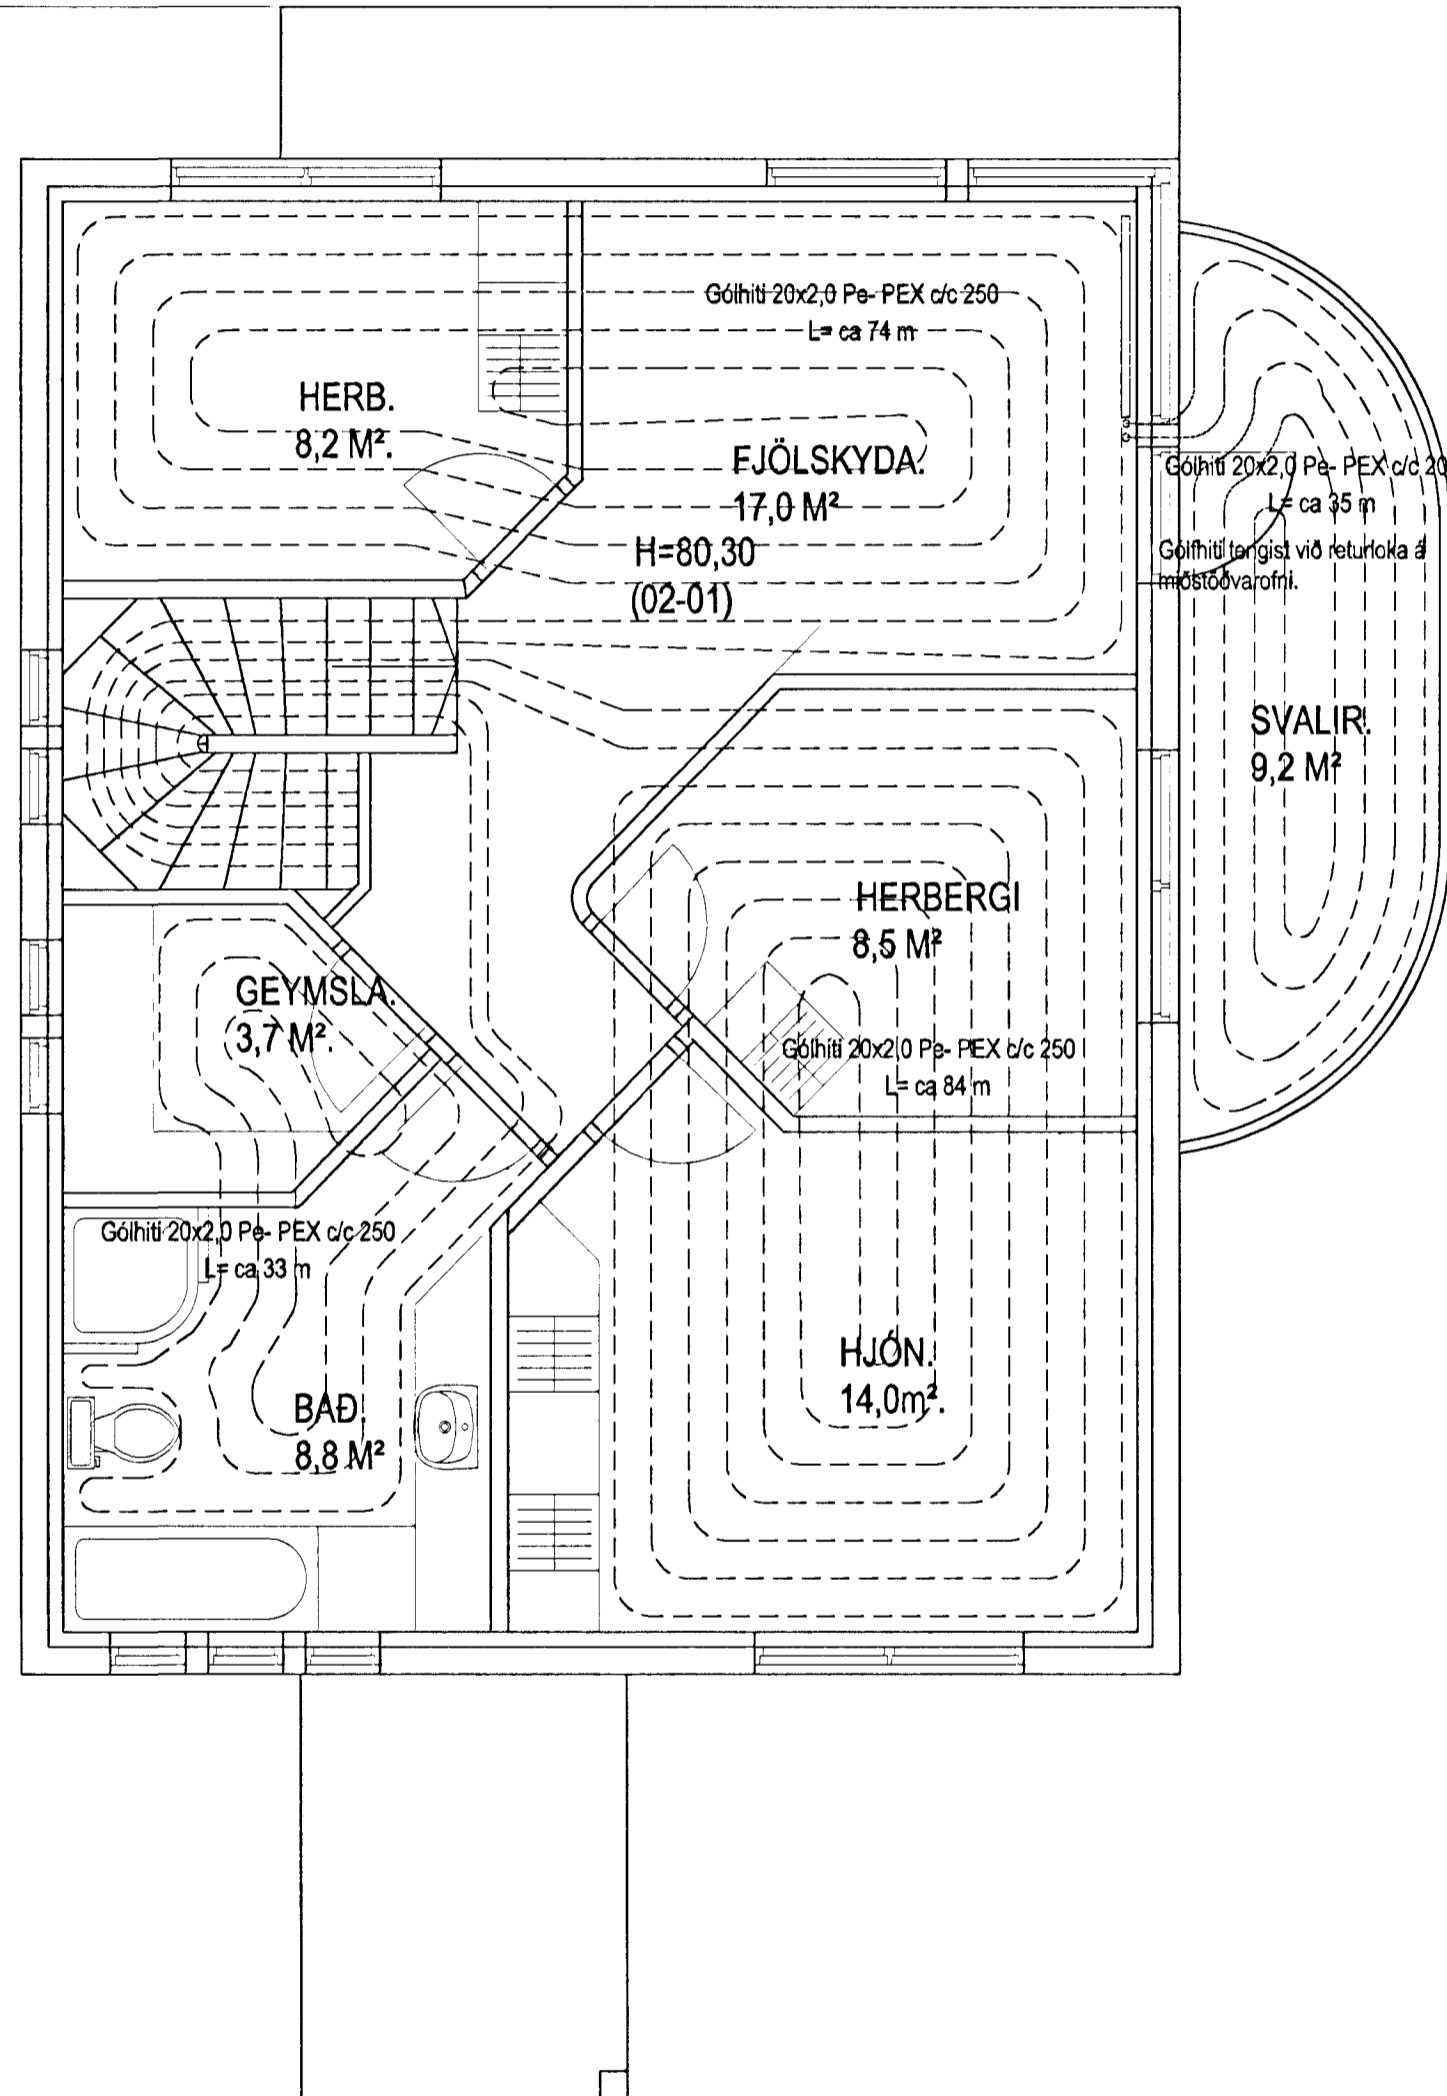 Gólhiti 20x2,0 Pe- PEX c/c 250
L= ca 74 m
HERB.
8,2 M².
FJÖLSKYDA.
17,0 M²
H=80,30
(02-01)
Gólhiti 20x2,0 Pe- PEX c/c 20
L= ca 35 m
Gólfhiti tengist við returloka á
miðstöðvarofni.
SVALIR.
9,2 M²
HERBERGI
8,5 M²
GEYMSLA.
3,7 M².
Gólhiti 20x2,0 Pe- PEX c/c 250
L= ca 84 m
Gólhiti 20x2,0 Pe- PEX c/c 250
L= ca 33 m
HJÓN.
14,0m².
BAÐ.
8,8 M²